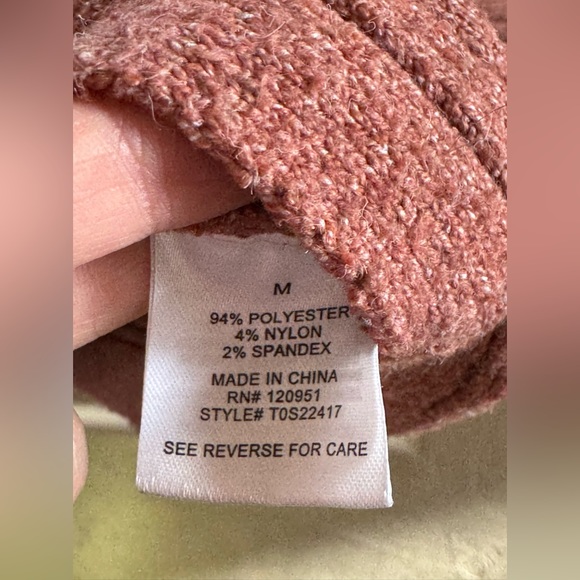 M
94% POLYESTER
4% NYLON
2% SPANDEX
MADE IN CHINA
RN# 120951
STYLE# T0S22417
SEE REVERSE FOR CARE